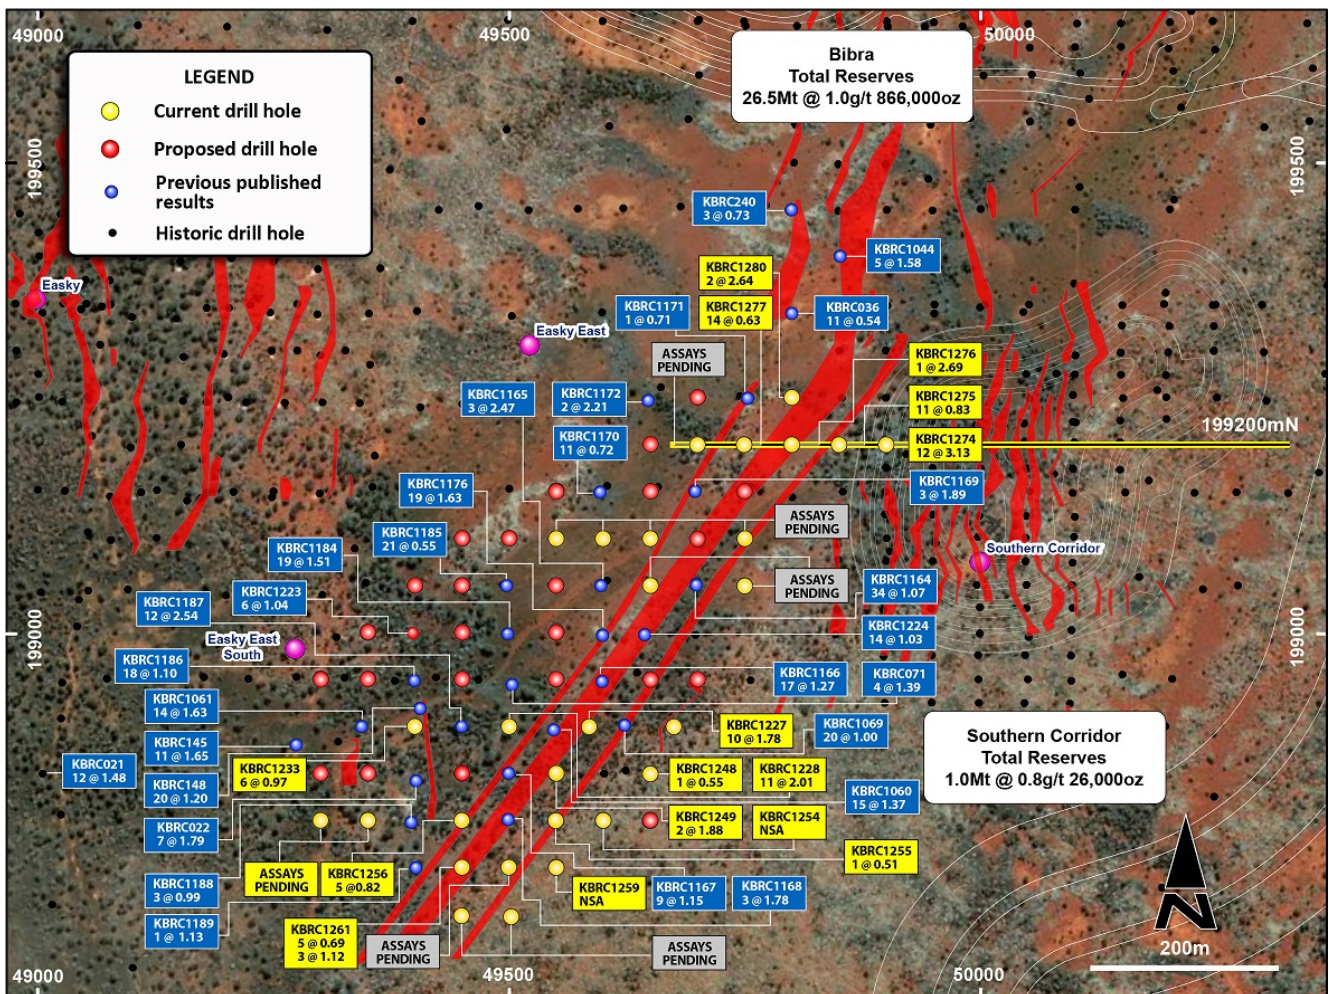 49000
49500
50000
LEGEND
Current drill hole
Proposed drill hole
Previous published
results
Historic drill hole
Bibra
Total Reserves
26.5Mt @ 1.0g/t 866,000oz
199500
199500
KBRC240
3 @ 0.73
KBRC1044
5 @ 1.58
KBRC1280
2 @ 2.64
Easky
KBRC1171
1 @ 0.71
KBRC1277
14 @ 0.63
KBRC036
11 @ 0.54
Easky East
ASSAYS
PENDING
KBRC1276
1 @ 2.69
KBRC1165
3 @ 2.47
KBRC1172
2 @ 2.21
KBRC1275
11 @ 0.83
199200mN
KBRC1170
11 @ 0.72
KBRC1274
12 @ 3.13
KBRC1176
19 @ 1.63
KBRC1169
3 @ 1.89
ASSAYS
PENDING
KBRC1185
21 @ 0.55
KBRC1184
19 @ 1.51
Southern Corridor
ASSAYS
PENDING
KBRC1164
34 @ 1.07
KBRC1223
6 @ 1.04
KBRC1187
12 @ 2.54
KBRC1224
14 @ 1.03
199000
199000
Easky East
South
KBRC1186
18 @ 1.10
KBRC1166
17 @ 1.27
KBRC071
4 @ 1.39
KBRC1061
14 @ 1.63
KBRC1227
10 @ 1.78
KBRC1069
20 @ 1.00
KBRC145
11 @ 1.65
Southern Corridor
Total Reserves
1.0Mt @ 0.8g/t 26,000oz
KBRC021
12 @ 1.48
KBRC1233
6 @ 0.97
KBRC1248
1 @ 0.55
KBRC1228
11 @ 2.01
KBRC148
20 @ 1.20
KBRC1060
15 @ 1.37
KBRC022
7 @ 1.79
KBRC1249
2 @ 1.88
KBRC1254
NSA
KBRC1255
1 @ 0.51
ASSAYS
PENDING
KBRC1256
5 @0.82
KBRC1188
3 @ 0.99
KBRC1259
NSA
KBRC1167
9 @ 1.15
KBRC1168
3 @ 1.78
KBRC1189
1 @ 1.13
KBRC1261
5 @ 0.69
3 @ 1.12
ASSAYS
PENDING
ASSAYS
PENDING
N
200m
49000
49500
50000